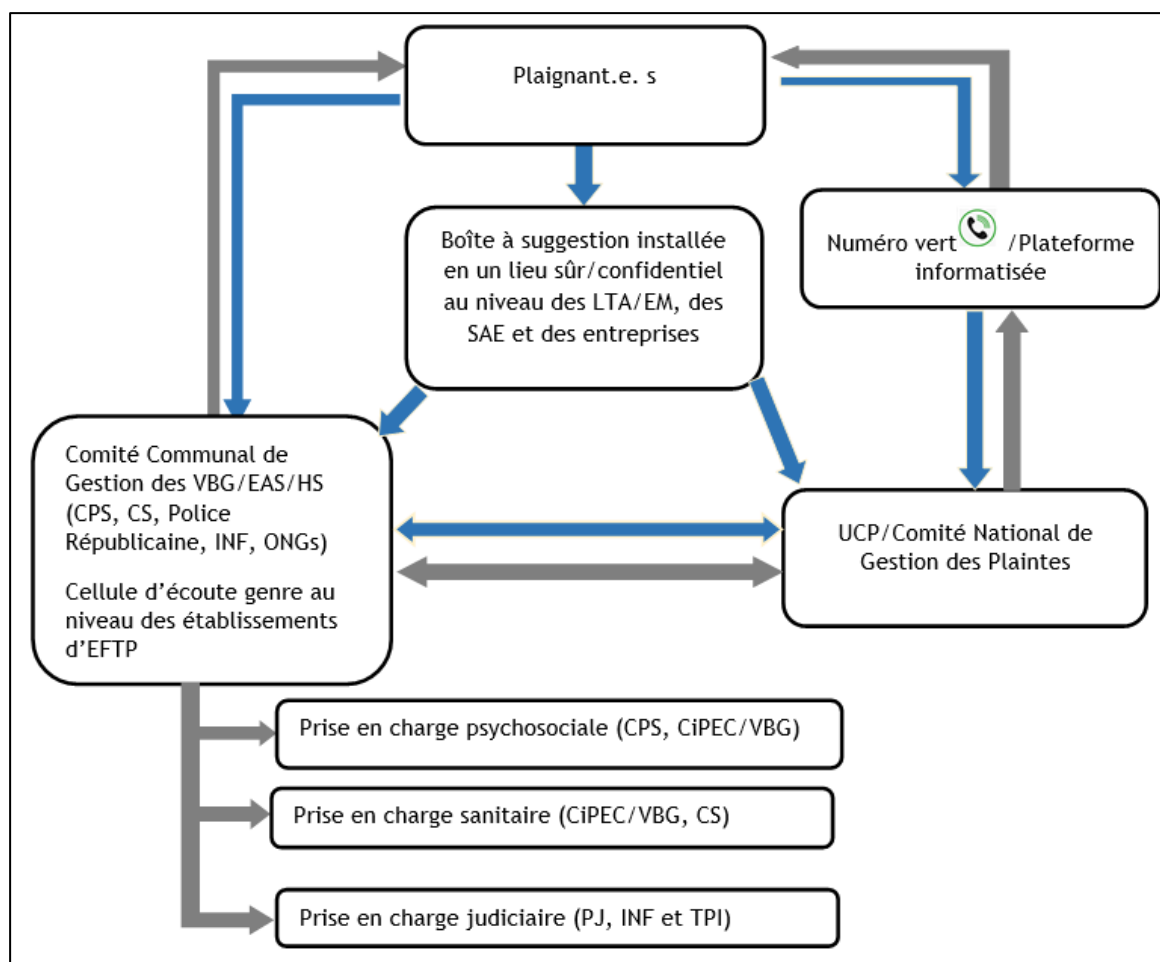 Plaignant.e. s
Boîte à suggestion installée
en un lieu sûr/confidentiel
au niveau des LTA/EM, des
SAE et des entreprises
Numéro vert /Plateforme
informatisée
Comité Communal de
Gestion des VBG/EAS/HS
(CPS, CS, Police
Républicaine, INF, ONGs)
Cellule d’écoute genre au
niveau des établissements
d’EFTP
UCP/Comité National de
Gestion des Plaintes
Prise en charge psychosociale (CPS, CiPEC/VBG)
Prise en charge sanitaire (CiPEC/VBG, CS)
Prise en charge judiciaire (PJ, INF et TPI)